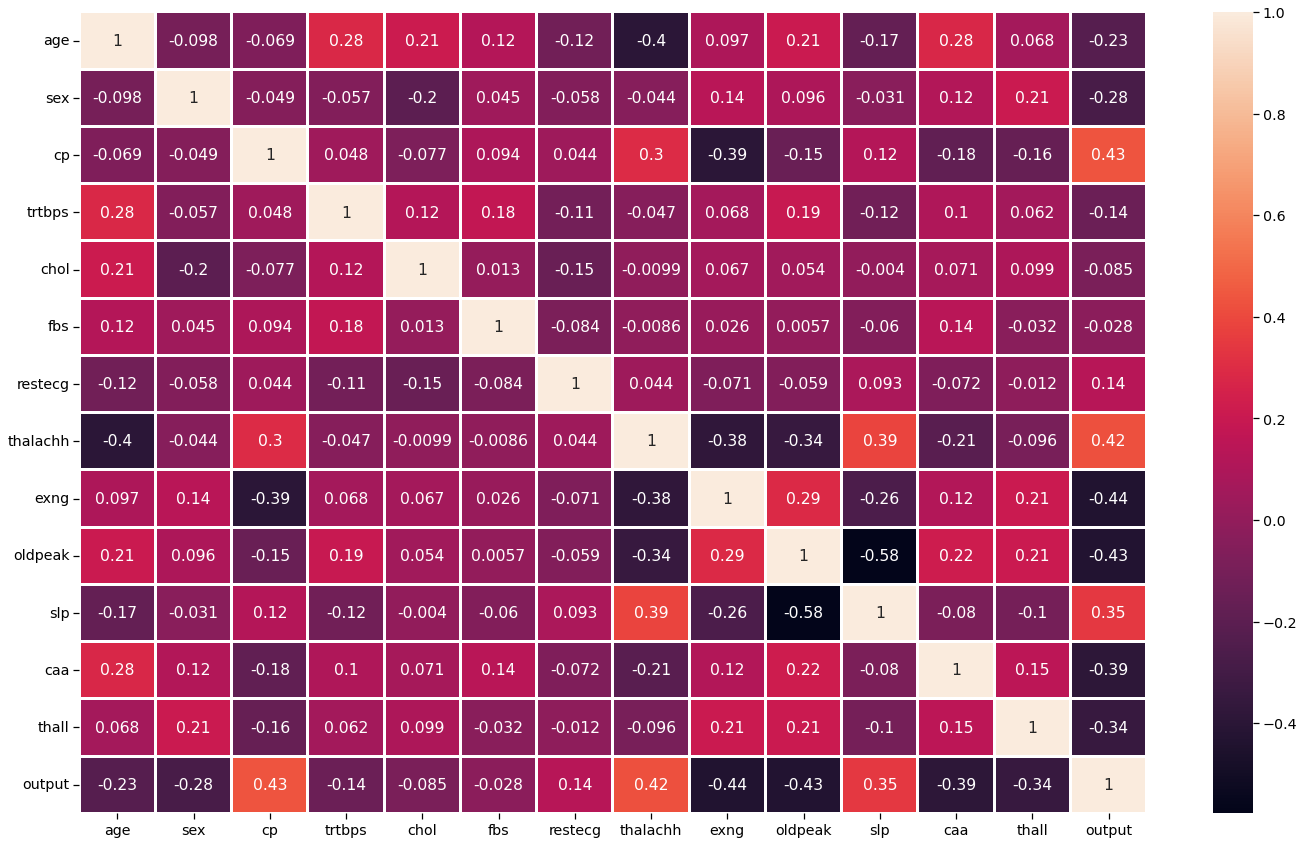 age 1 -0.098 -0.069 0.28 0.21 0.12 -0.12 -0.4 0.097 0.21 -0.17 0.28 0.068 -0.23
sex -0.098 1 -0.049 -0.057 -0.2 0.045 -0.058 -0.044 0.14 0.096 -0.031 0.12 0.21 -0.28
cp -0.069 -0.049 1 0.048 -0.077 0.094 0.044 0.3 -0.39 -0.15 0.12 -0.18 -0.16 0.43
trtbps 0.28 -0.057 0.048 1 0.12 0.18 -0.11 -0.047 0.068 0.19 -0.12 0.1 0.062 -0.14
chol 0.21 -0.2 -0.077 0.12 1 0.013 -0.15 -0.0099 0.067 0.054 -0.004 0.071 0.099 -0.085
fbs 0.12 0.045 0.094 0.18 0.013 1 -0.084 -0.0086 0.026 0.0057 -0.06 0.14 -0.032 -0.028
restecg -0.12 -0.058 0.044 -0.11 -0.15 -0.084 1 0.044 -0.071 -0.059 0.093 -0.072 -0.012 0.14
thalachh -0.4 -0.044 0.3 -0.047 -0.0099 -0.0086 0.044 1 -0.38 -0.34 0.39 -0.21 -0.096 0.42
exng 0.097 0.14 -0.39 0.068 0.067 0.026 -0.071 -0.38 1 0.29 -0.26 0.12 0.21 -0.44
oldpeak 0.21 0.096 -0.15 0.19 0.054 0.0057 -0.059 -0.34 0.29 1 -0.58 0.22 0.21 -0.43
slp -0.17 -0.031 0.12 -0.12 -0.004 -0.06 0.093 0.39 -0.26 -0.58 1 -0.08 -0.1 0.35
caa 0.28 0.12 -0.18 0.1 0.071 0.14 -0.072 -0.21 0.12 0.22 -0.08 1 0.15 -0.39
thall 0.068 0.21 -0.16 0.062 0.099 -0.032 -0.012 -0.096 0.21 0.21 -0.1 0.15 1 -0.34
output -0.23 -0.28 0.43 -0.14 -0.085 -0.028 0.14 0.42 -0.44 -0.43 0.35 -0.39 -0.34 1
age sex cp trtbps chol fbs restecg thalachh exng oldpeak slp caa thall output
1.0
0.8
0.6
0.4
0.2
0.0
−0.2
−0.4